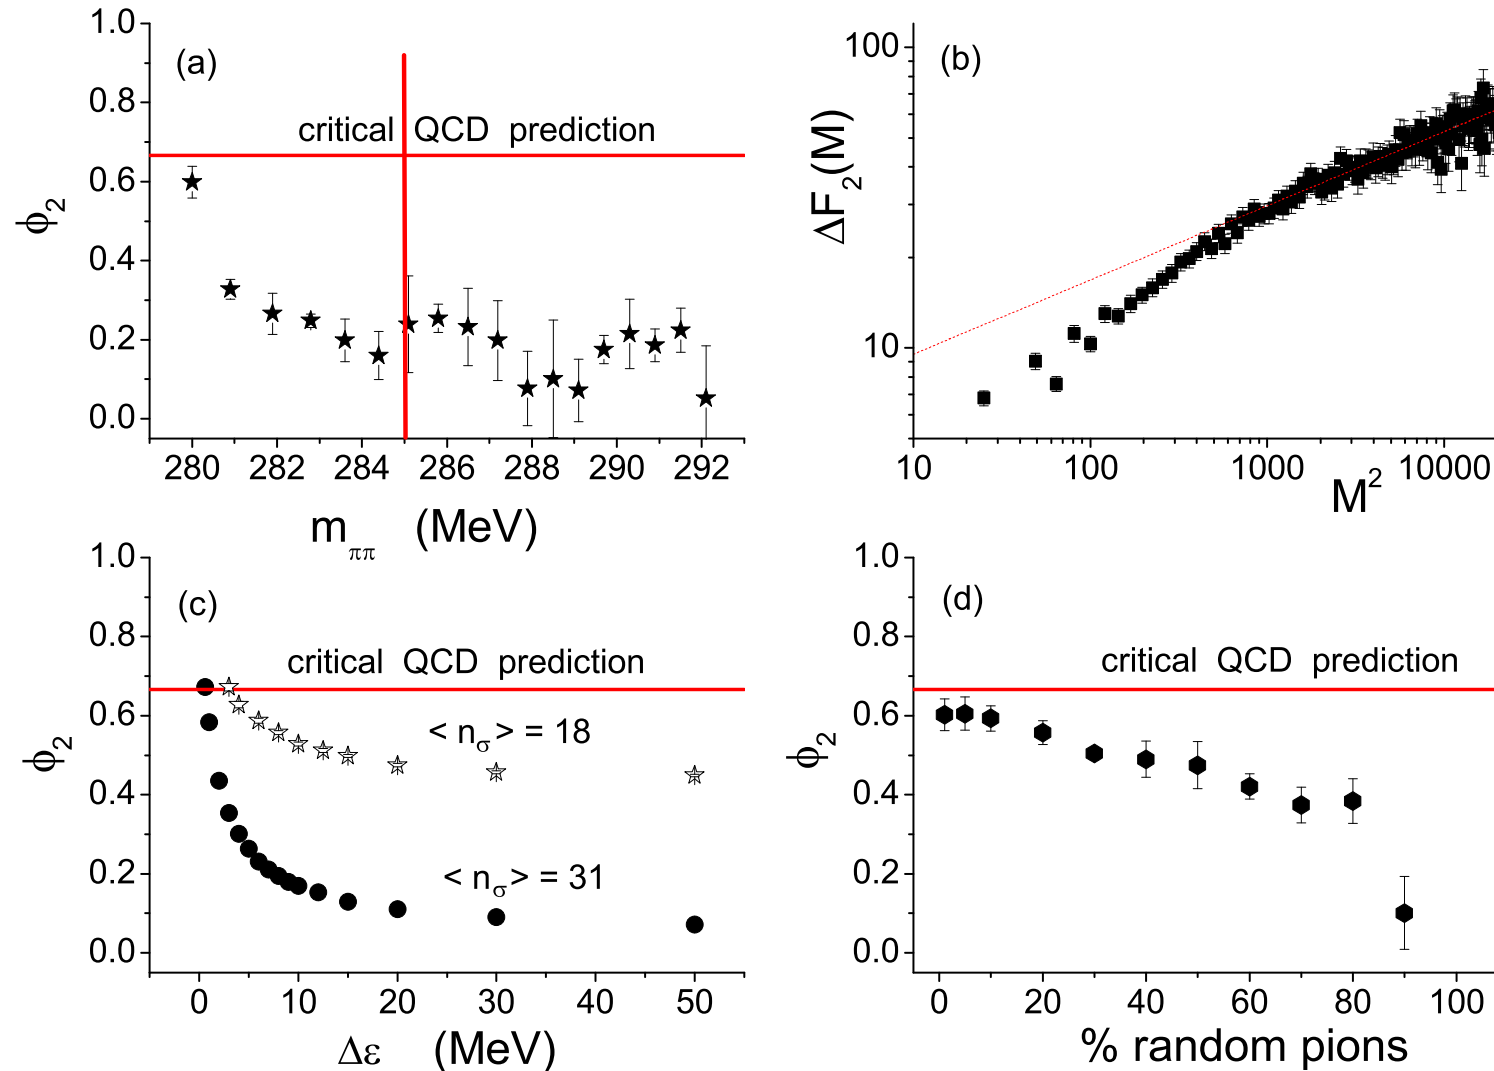 (a)
critical QCD prediction
1.0
0.8
0.6
0.4
0.2
0.0
ϕ₂
280 282 284 286 288 290 292
m_ππ (MeV)
(b)
100
10
ΔF₂(M)
10 100 1000 10000
M²
(c)
critical QCD prediction
< n_σ > = 18
< n_σ > = 31
1.0
0.8
0.6
0.4
0.2
0.0
ϕ₂
0 10 20 30 40 50
Δε (MeV)
(d)
critical QCD prediction
1.0
0.8
0.6
0.4
0.2
0.0
ϕ₂
0 20 40 60 80 100
% random pions